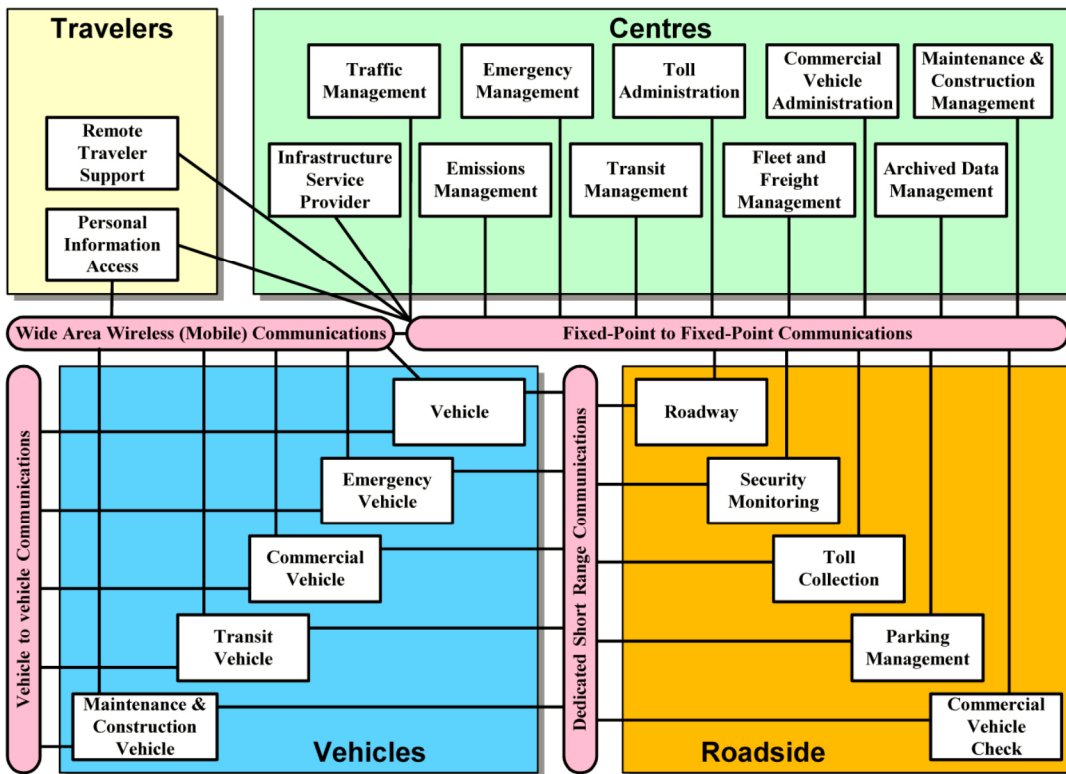 Travelers
Remote
Traveler
Support
Personal
Information
Access
Centres
Traffic
Management
Emergency
Management
Toll
Administration
Commercial
Vehicle
Administration
Maintenance &
Construction
Management
Infrastructure
Service
Provider
Emissions
Management
Transit
Management
Fleet and
Freight
Management
Archived Data
Management
Wide Area Wireless (Mobile) Communications
Fixed-Point to Fixed-Point Communications
Vehicle to vehicle Communications
Vehicle
Emergency
Vehicle
Commercial
Vehicle
Transit
Vehicle
Maintenance &
Construction
Vehicle
Vehicles
Dedicated Short Range Communications
Roadway
Security
Monitoring
Toll
Collection
Parking
Management
Commercial
Vehicle
Check
Roadside